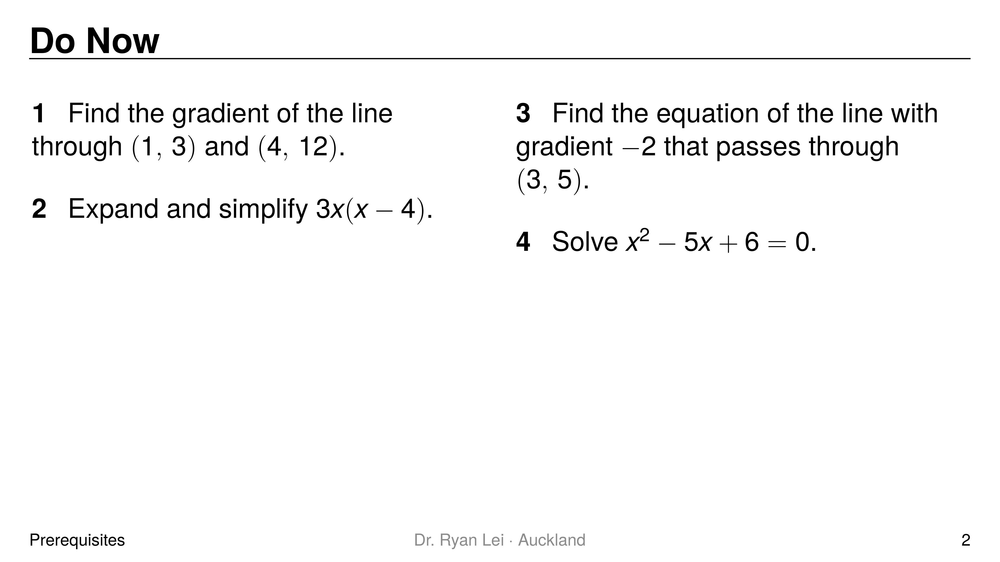 Do Now
1 Find the gradient of the line
through (1, 3) and (4, 12).
2 Expand and simplify 3x(x − 4).
3 Find the equation of the line with
gradient −2 that passes through
(3, 5).
4 Solve x² − 5x + 6 = 0.
Prerequisites
Dr. Ryan Lei · Auckland
2